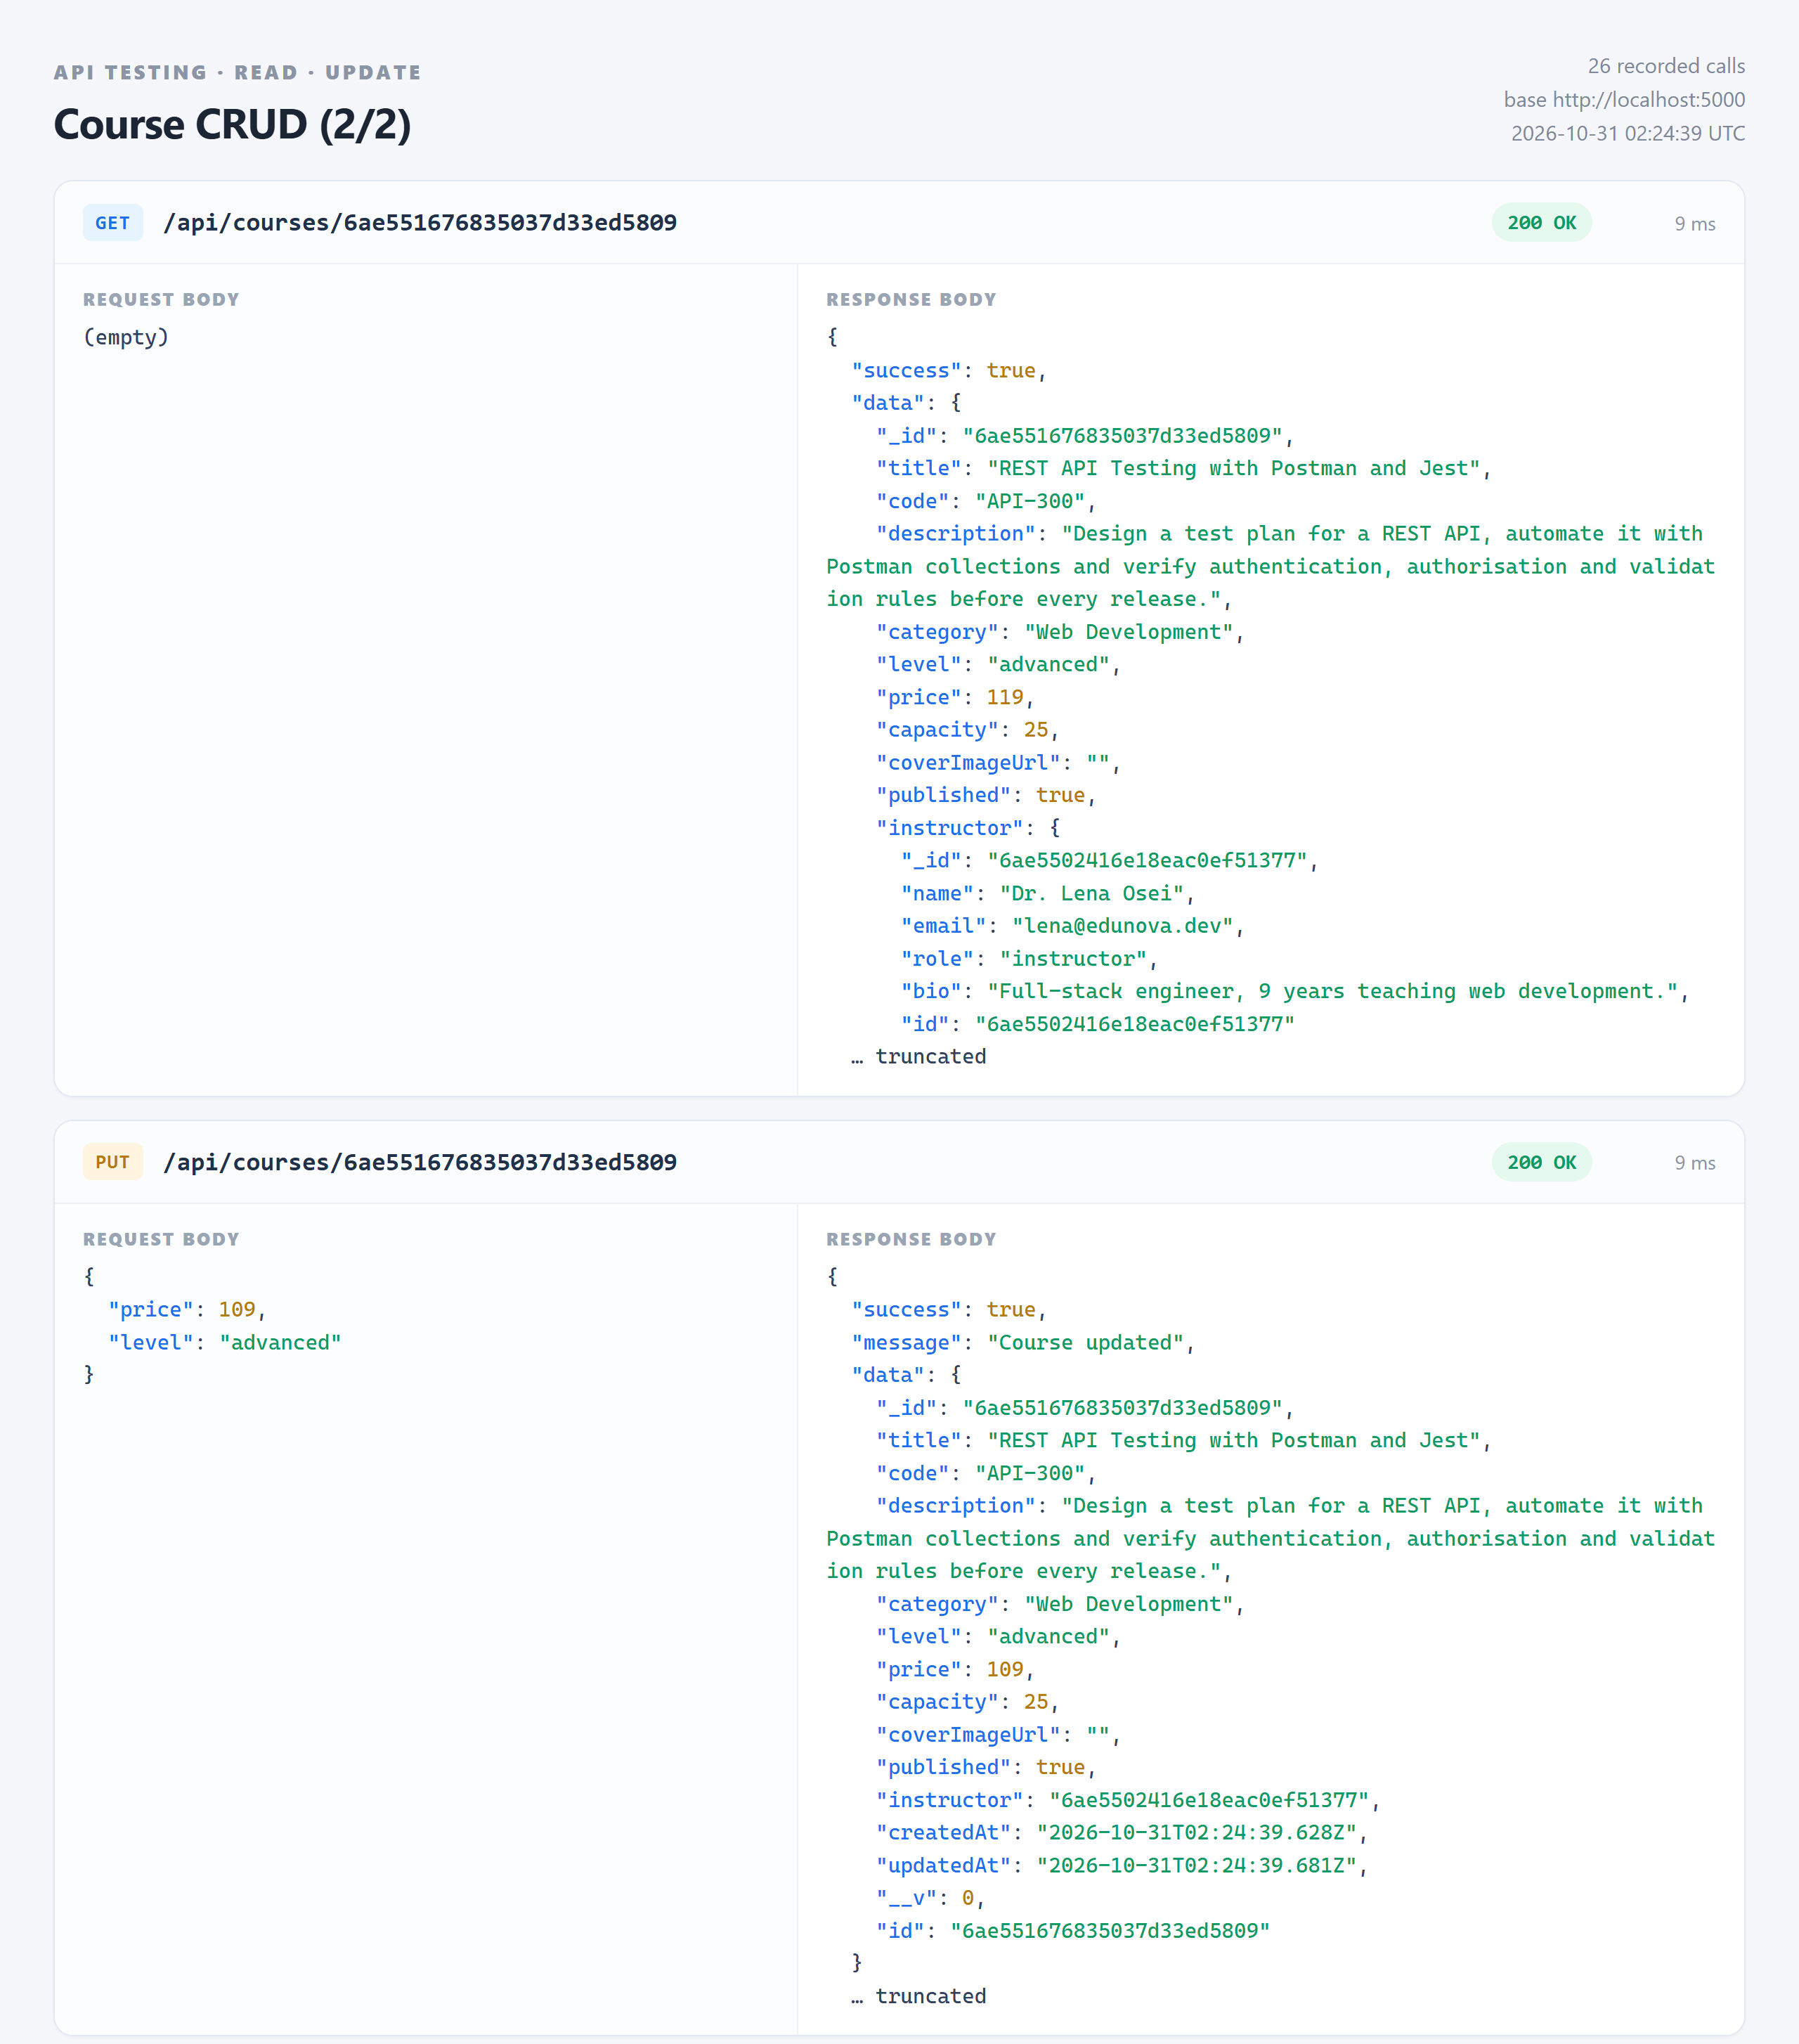 API TESTING · READ · UPDATE
Course CRUD (2/2)
26 recorded calls
base http://localhost:5000
2026-10-31 02:24:39 UTC
GET /api/courses/6ae551676835037d33ed5809 200 OK 9 ms
REQUEST BODY
(empty)
RESPONSE BODY
{
  "success": true,
  "data": {
    "_id": "6ae551676835037d33ed5809",
    "title": "REST API Testing with Postman and Jest",
    "code": "API-300",
    "description": "Design a test plan for a REST API, automate it with
Postman collections and verify authentication, authorisation and validat
ion rules before every release.",
    "category": "Web Development",
    "level": "advanced",
    "price": 119,
    "capacity": 25,
    "coverImageUrl": "",
    "published": true,
    "instructor": {
      "_id": "6ae5502416e18eac0ef51377",
      "name": "Dr. Lena Osei",
      "email": "lena@edunova.dev",
      "role": "instructor",
      "bio": "Full-stack engineer, 9 years teaching web development.",
      "id": "6ae5502416e18eac0ef51377"
  … truncated
PUT /api/courses/6ae551676835037d33ed5809 200 OK 9 ms
REQUEST BODY
{
  "price": 109,
  "level": "advanced"
}
RESPONSE BODY
{
  "success": true,
  "message": "Course updated",
  "data": {
    "_id": "6ae551676835037d33ed5809",
    "title": "REST API Testing with Postman and Jest",
    "code": "API-300",
    "description": "Design a test plan for a REST API, automate it with
Postman collections and verify authentication, authorisation and validat
ion rules before every release.",
    "category": "Web Development",
    "level": "advanced",
    "price": 109,
    "capacity": 25,
    "coverImageUrl": "",
    "published": true,
    "instructor": "6ae5502416e18eac0ef51377",
    "createdAt": "2026-10-31T02:24:39.628Z",
    "updatedAt": "2026-10-31T02:24:39.681Z",
    "__v": 0,
    "id": "6ae551676835037d33ed5809"
  }
  … truncated